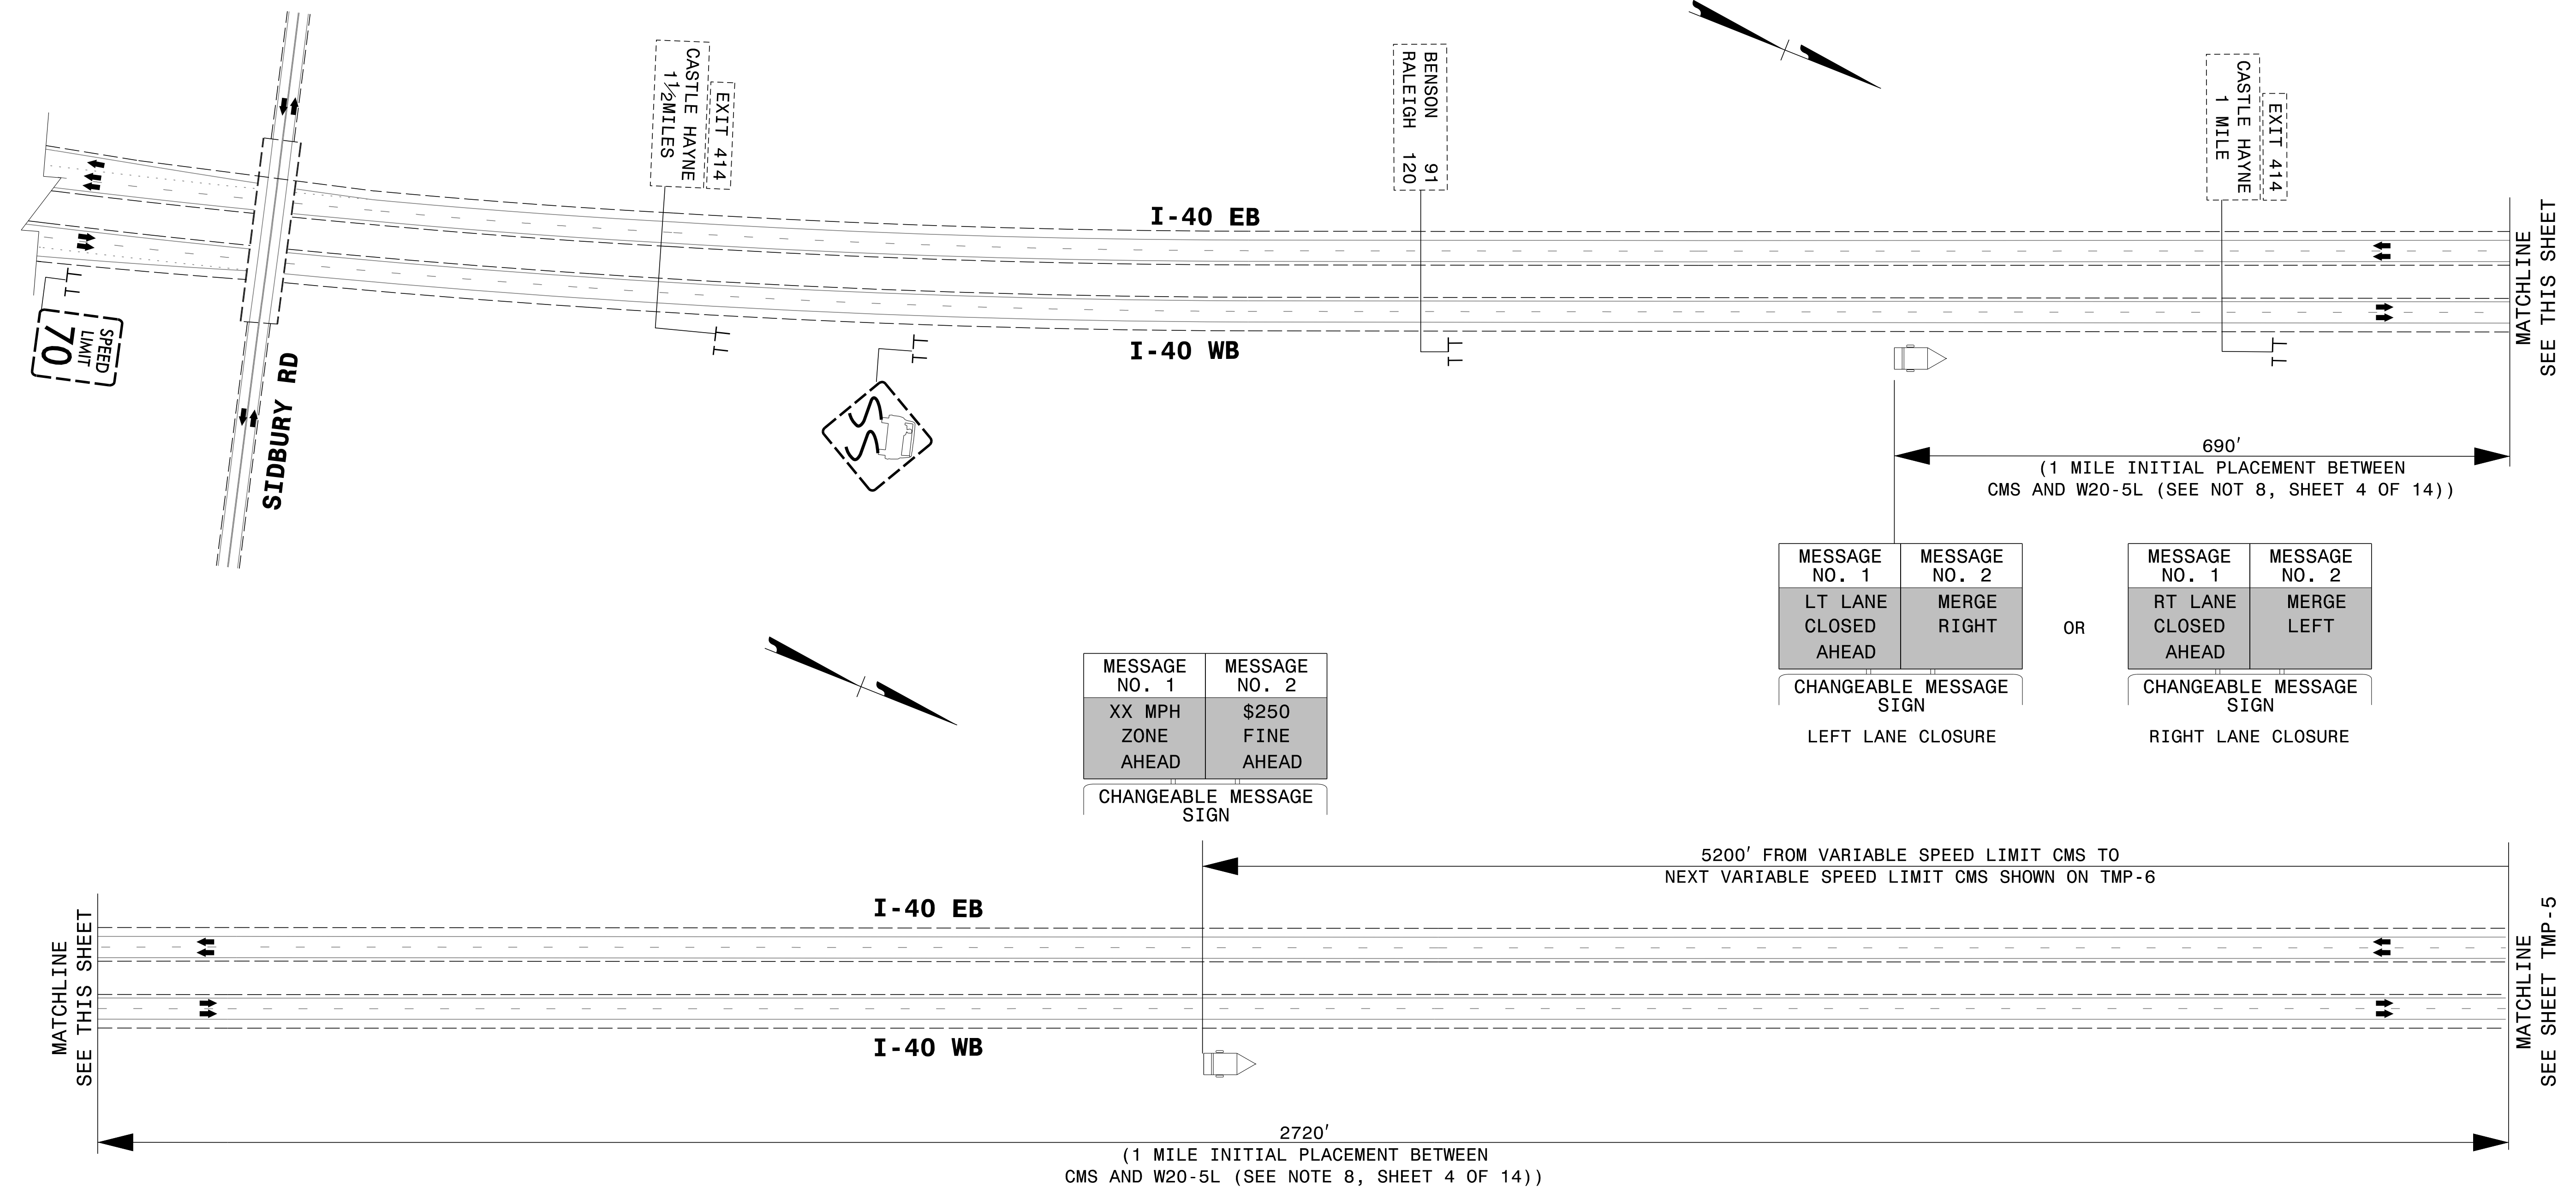 EXIT 414
CASTLE HAYNE
1½MILES
BENSON 91
RALEIGH 120
EXIT 414
CASTLE HAYNE
1 MILE
I-40 EB
I-40 WB
MATCHLINE
SEE THIS SHEET
SPEED
LIMIT
70
SIDBURY RD
690'
(1 MILE INITIAL PLACEMENT BETWEEN
CMS AND W20-5L (SEE NOT 8, SHEET 4 OF 14))
MESSAGE
NO. 1
MESSAGE
NO. 2
LT LANE
CLOSED
AHEAD
MERGE
RIGHT
CHANGEABLE MESSAGE
SIGN
LEFT LANE CLOSURE
OR
MESSAGE
NO. 1
MESSAGE
NO. 2
RT LANE
CLOSED
AHEAD
MERGE
LEFT
CHANGEABLE MESSAGE
SIGN
RIGHT LANE CLOSURE
MESSAGE
NO. 1
MESSAGE
NO. 2
XX MPH
ZONE
AHEAD
$250
FINE
AHEAD
CHANGEABLE MESSAGE
SIGN
5200' FROM VARIABLE SPEED LIMIT CMS TO
NEXT VARIABLE SPEED LIMIT CMS SHOWN ON TMP-6
MATCHLINE
SEE THIS SHEET
I-40 EB
I-40 WB
MATCHLINE
SEE SHEET TMP-5
2720'
(1 MILE INITIAL PLACEMENT BETWEEN
CMS AND W20-5L (SEE NOTE 8, SHEET 4 OF 14))